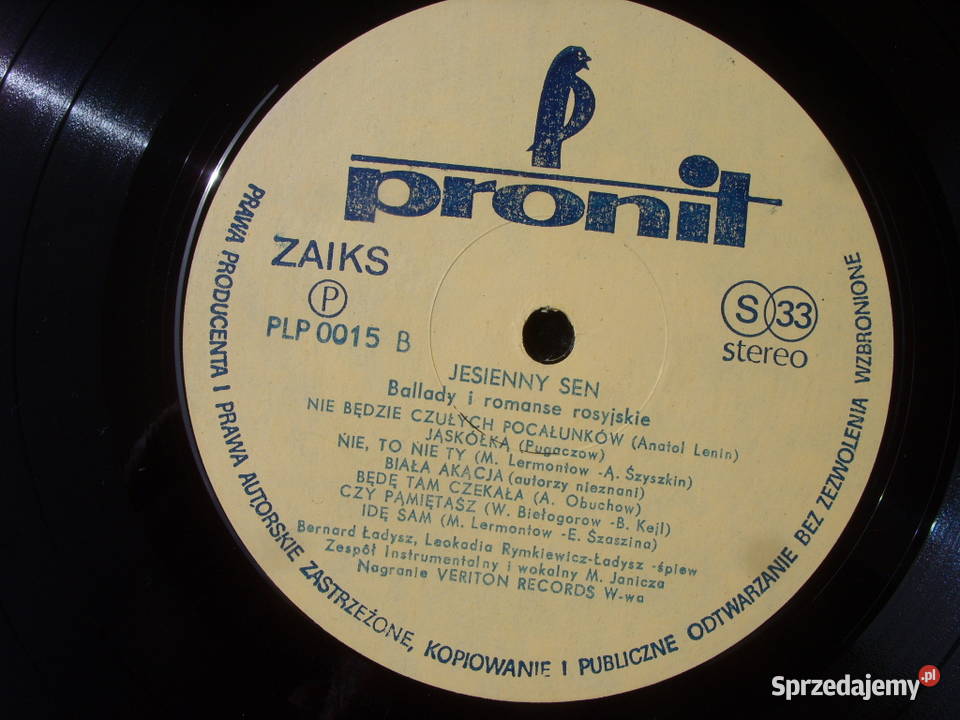 pronit
ZAIKS
P
PLP 0015 B
S 33
stereo
JESIENNY SEN
Ballady i romanse rosyjskie
NIE BĘDZIE CZUŁYCH POCAŁUNKÓW (Anatol Lenin)
JASKÓŁKA (Pugaczow)
NIE, TO NIE TY (M. Lermontow -A. Szyszkin)
BIAŁA AKACJA (autorzy nieznani)
BĘDĘ TAM CZEKAŁA (A. Obuchow)
CZY PAMIĘTASZ (W. Biełogorow -B. Kejl)
IDĘ SAM (M. Lermontow -E. Szaszina)
Bernard Ładysz, Leokadia Rymkiewicz-Ładysz -śpiew
Zespół Instrumentalny i wokalny M. Janicza
Nagranie VERITON RECORDS W-wa
PRAWA PRODUCENTA I PRAWA AUTORSKIE ZASTRZEŻONE, KOPIOWANIE I PUBLICZNE ODTWARZANIE BEZ ZEZWOLENIA WZBRONIONE
Sprzedajemy.pl